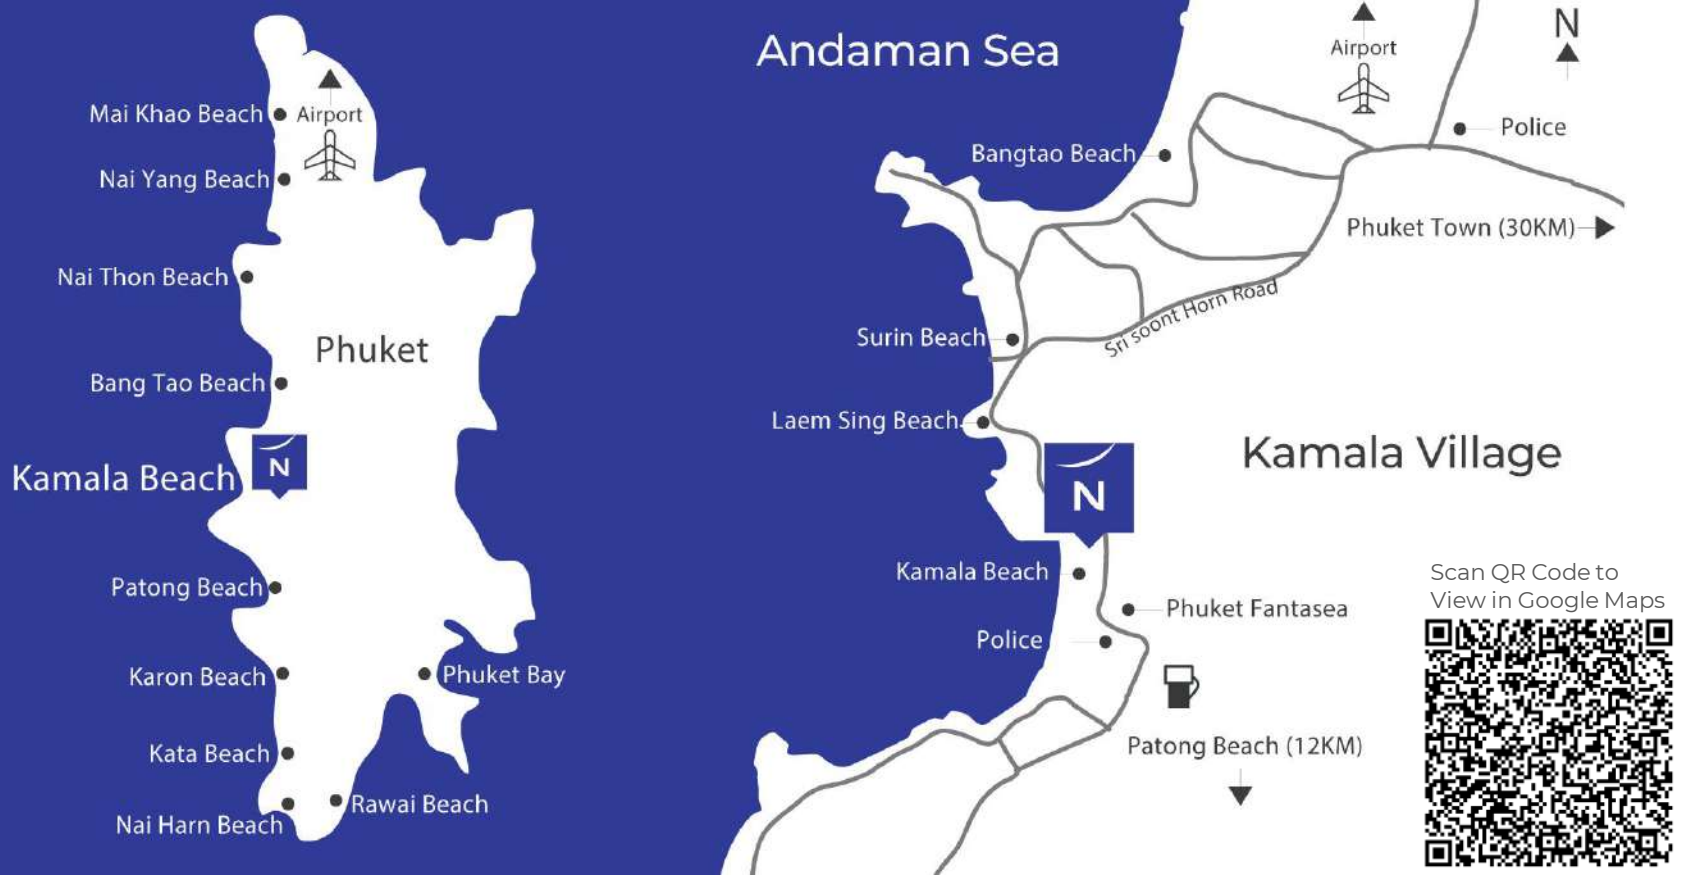 Mai Khao Beach
Airport
Nai Yang Beach
Nai Thon Beach
Phuket
Bang Tao Beach
N
Kamala Beach
Patong Beach
Karon Beach
Phuket Bay
Kata Beach
Rawai Beach
Nai Harn Beach
Andaman Sea
Airport
N
Police
Bangtao Beach
Phuket Town (30KM)
Sri soont Horn Road
Surin Beach
Laem Sing Beach
Kamala Village
N
Kamala Beach
Phuket Fantasea
Police
Patong Beach (12KM)
Scan QR Code to
View in Google Maps